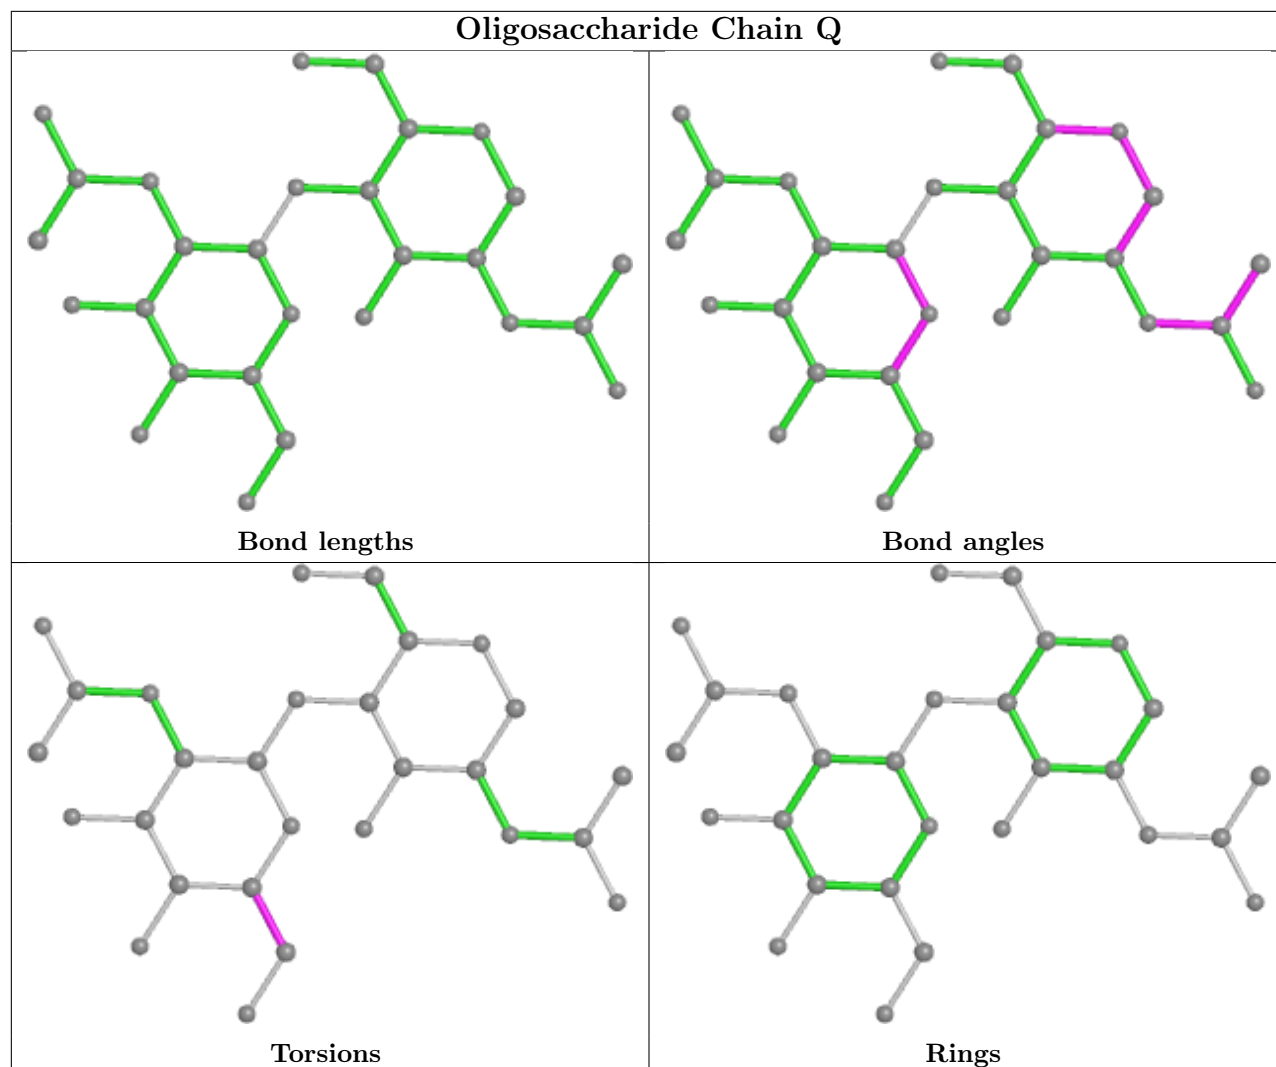 Oligosaccharide Chain Q
Bond lengths
Bond angles
Torsions
Rings